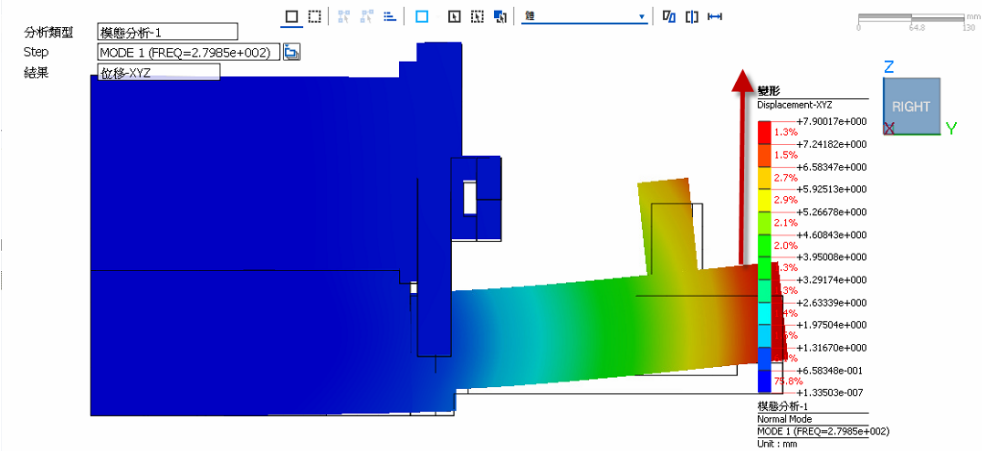 鍾
mm
0 64.8 130
分析類型 模態分析-1
Step MODE 1 (FREQ=2.7985e+002)
結果 位移-XYZ
Z
RIGHT
X Y
變形
Displacement-XYZ
+7.90017e+000
1.3%
+7.24182e+000
1.5%
+6.58347e+000
2.7%
+5.92513e+000
2.9%
+5.26678e+000
2.1%
+4.60843e+000
2.0%
+3.95008e+000
.3%
+3.29174e+000
3%
+2.63339e+000
4%
+1.97504e+000
+1.31670e+000
+6.58348e-001
75.8%
+1.33503e-007
模態分析-1
Normal Mode
MODE 1 (FREQ=2.7985e+002)
Unit : mm